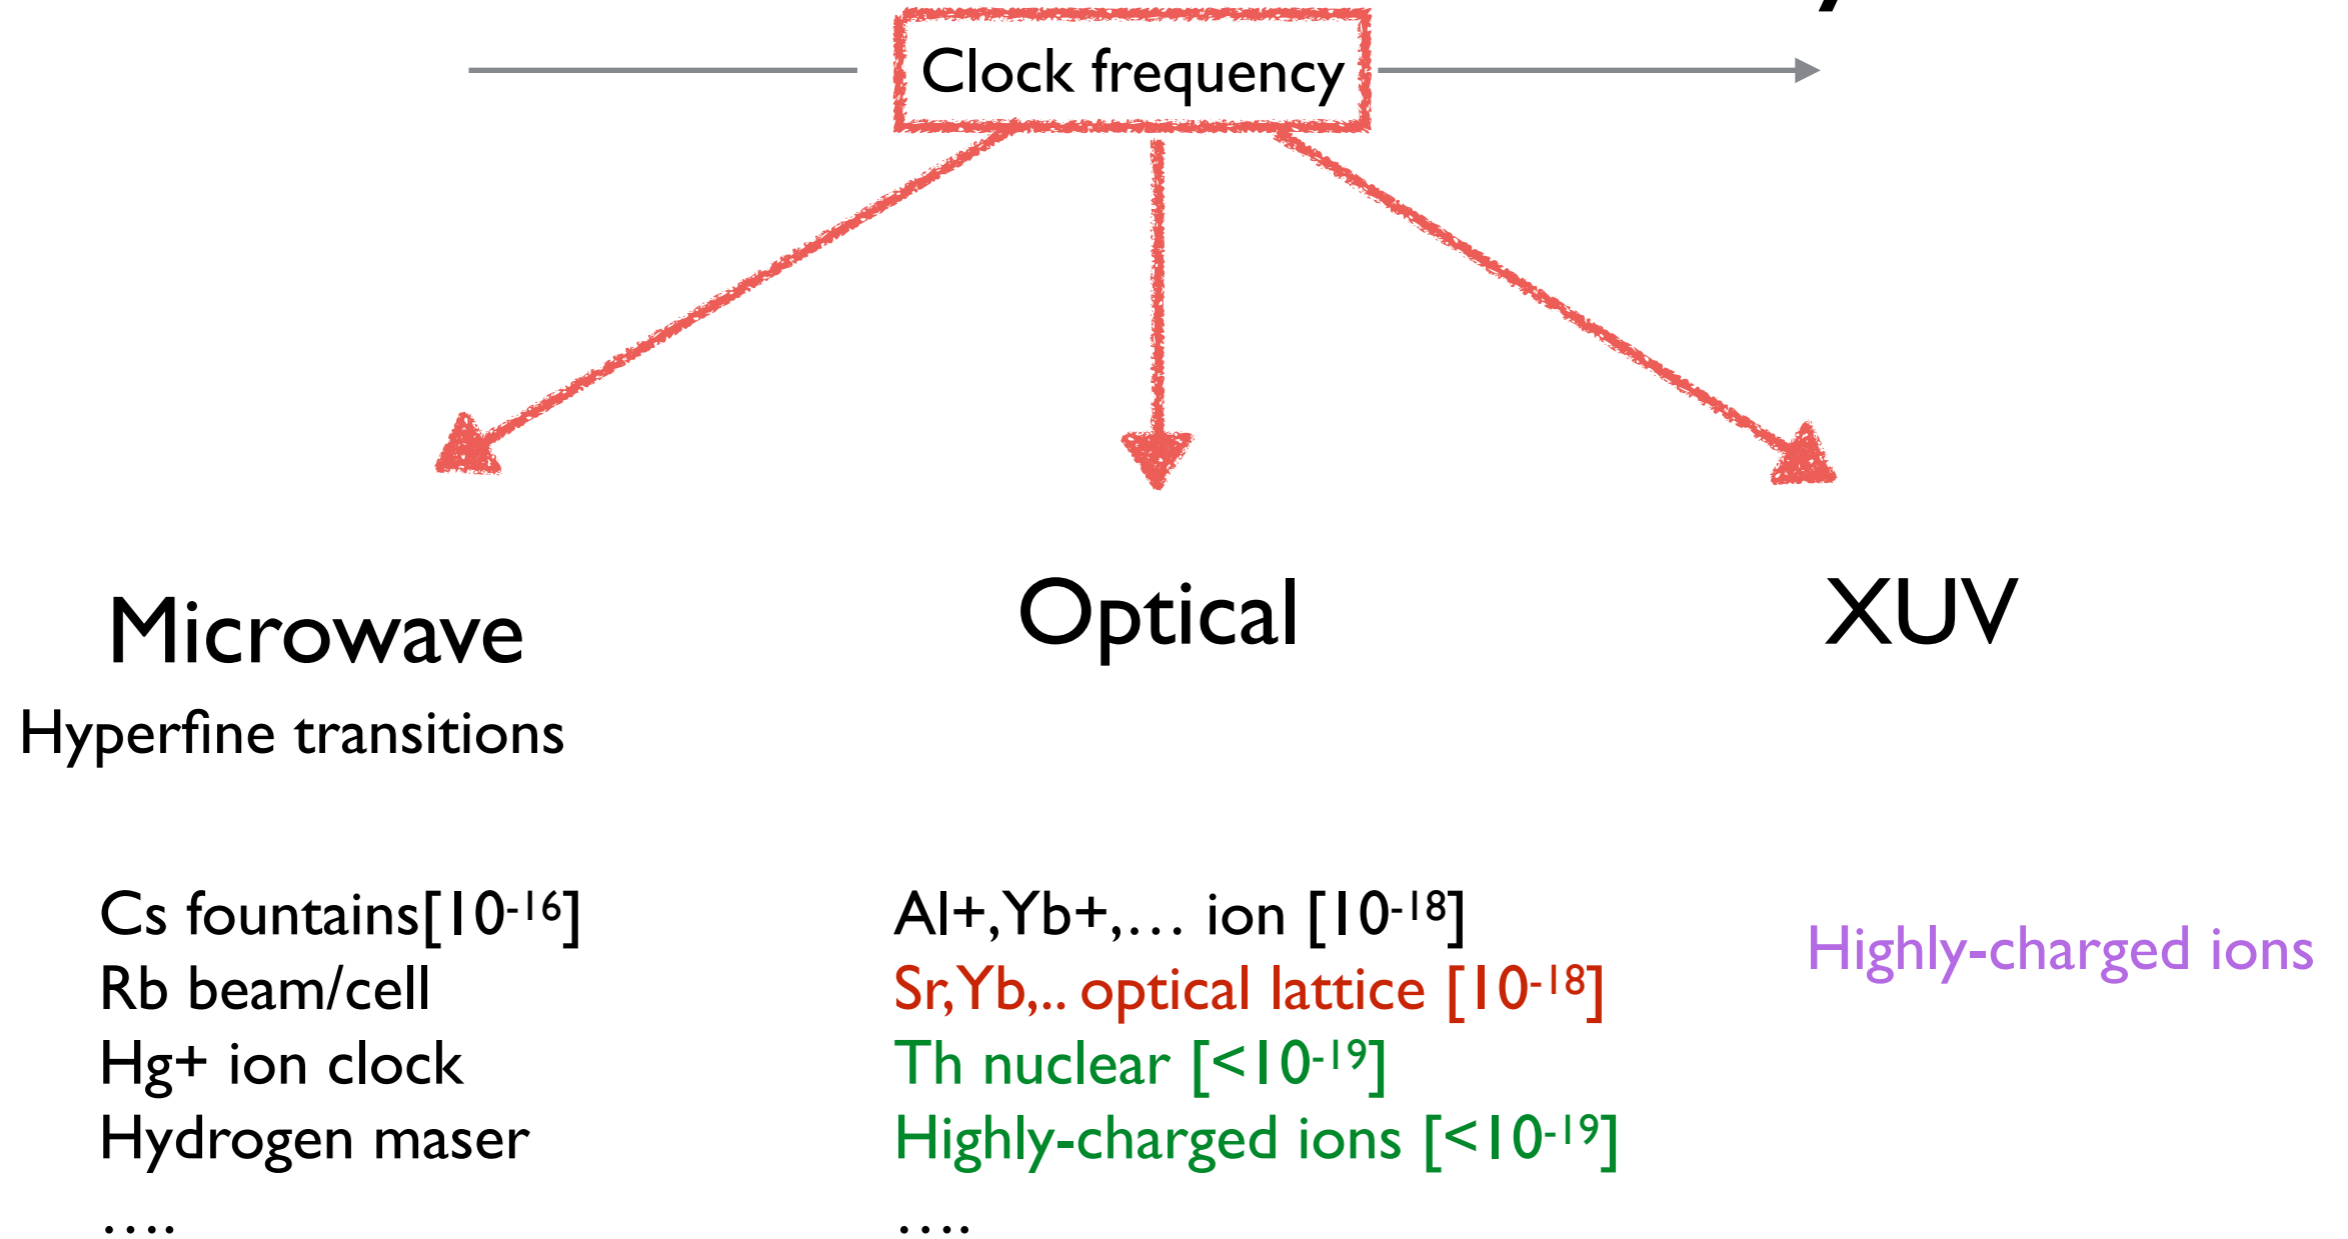 Clock frequency
Microwave
Optical
XUV
Hyperfine transitions
Cs fountains[10-16]
Rb beam/cell
Hg+ ion clock
Hydrogen maser
….
Al+,Yb+,… ion [10-18]
Sr,Yb,.. optical lattice [10-18]
Th nuclear [<10-19]
Highly-charged ions [<10-19]
….
Highly-charged ions